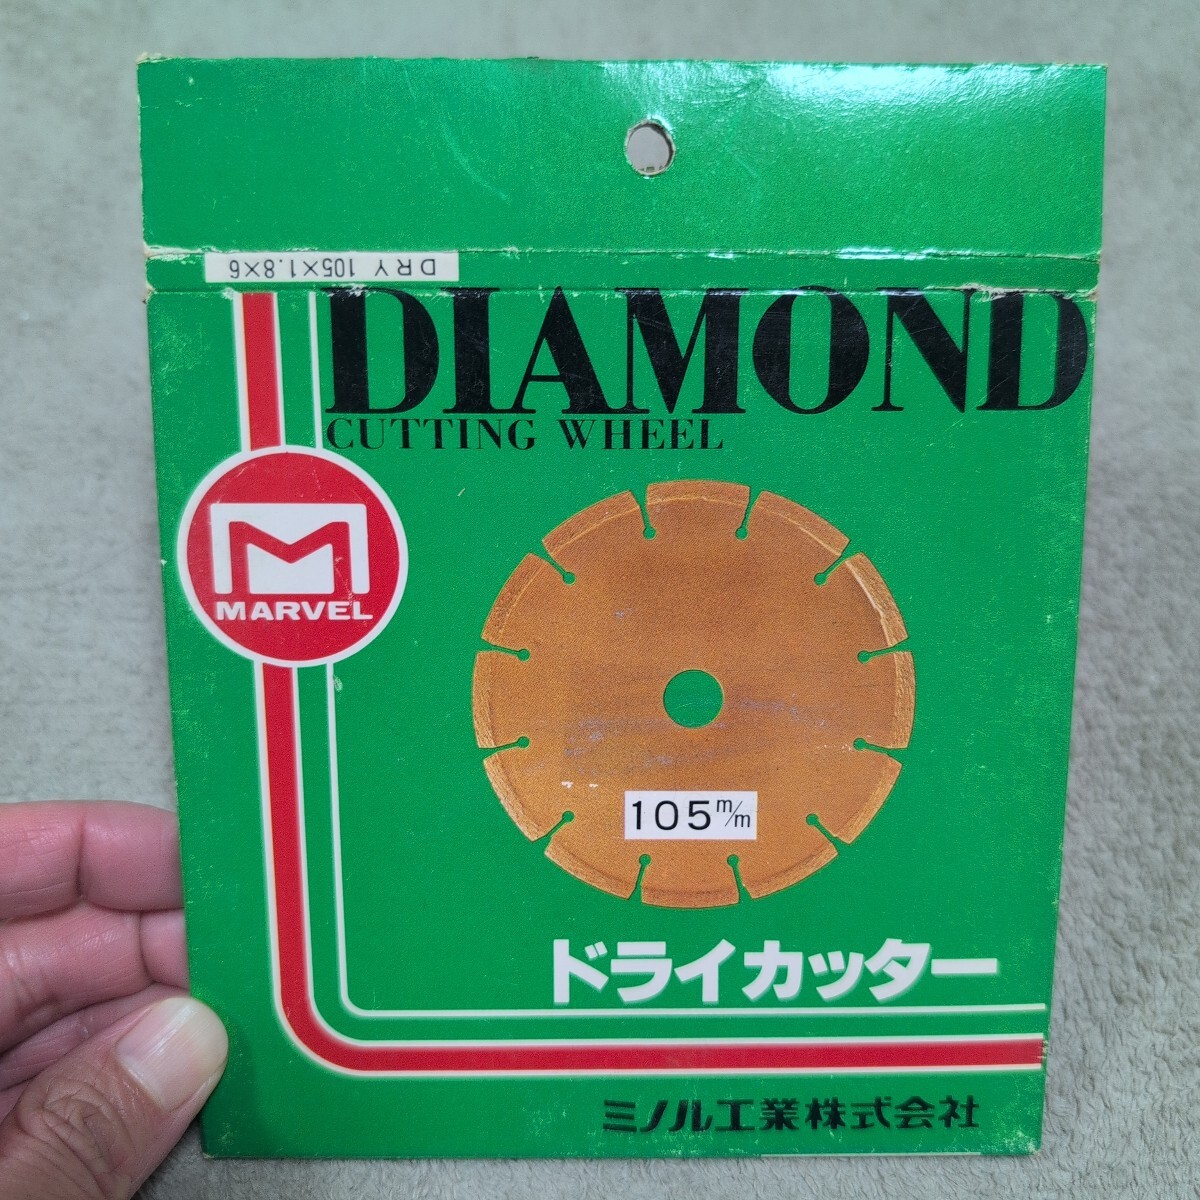 DRY 105×1.8×6
DIAMOND
CUTTING WHEEL
M
MARVEL
105m/m
ドライカッター
ミノル工業株式会社